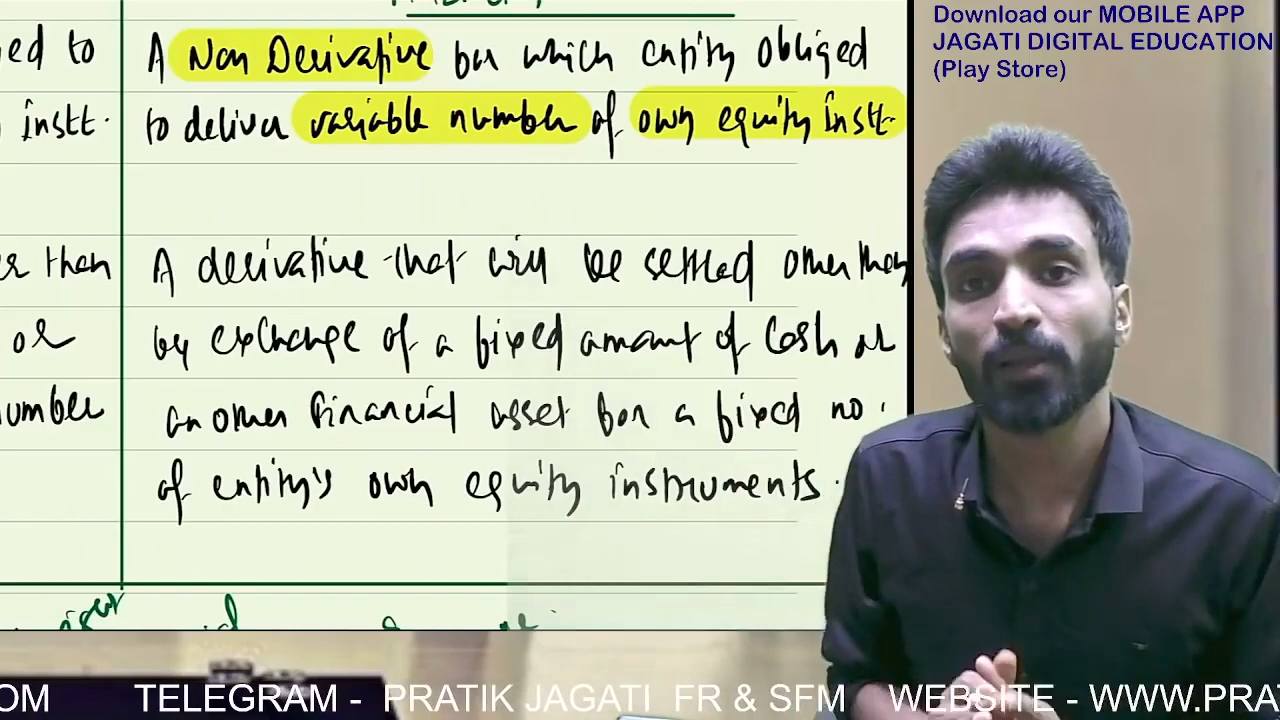 Download our MOBILE APP
JAGATI DIGITAL EDUCATION
(Play Store)
ed to
instt.
A Non Derivative for which entity obliged
to deliver variable number of own equity instt.
er than
or
number
A derivative that will be settled other than
by exchange of a fixed amount of Cash or
another financial asset for a fixed no.
of entity's own equity instruments.
OM TELEGRAM - PRATIK JAGATI FR & SFM WEBSITE - WWW.PRA